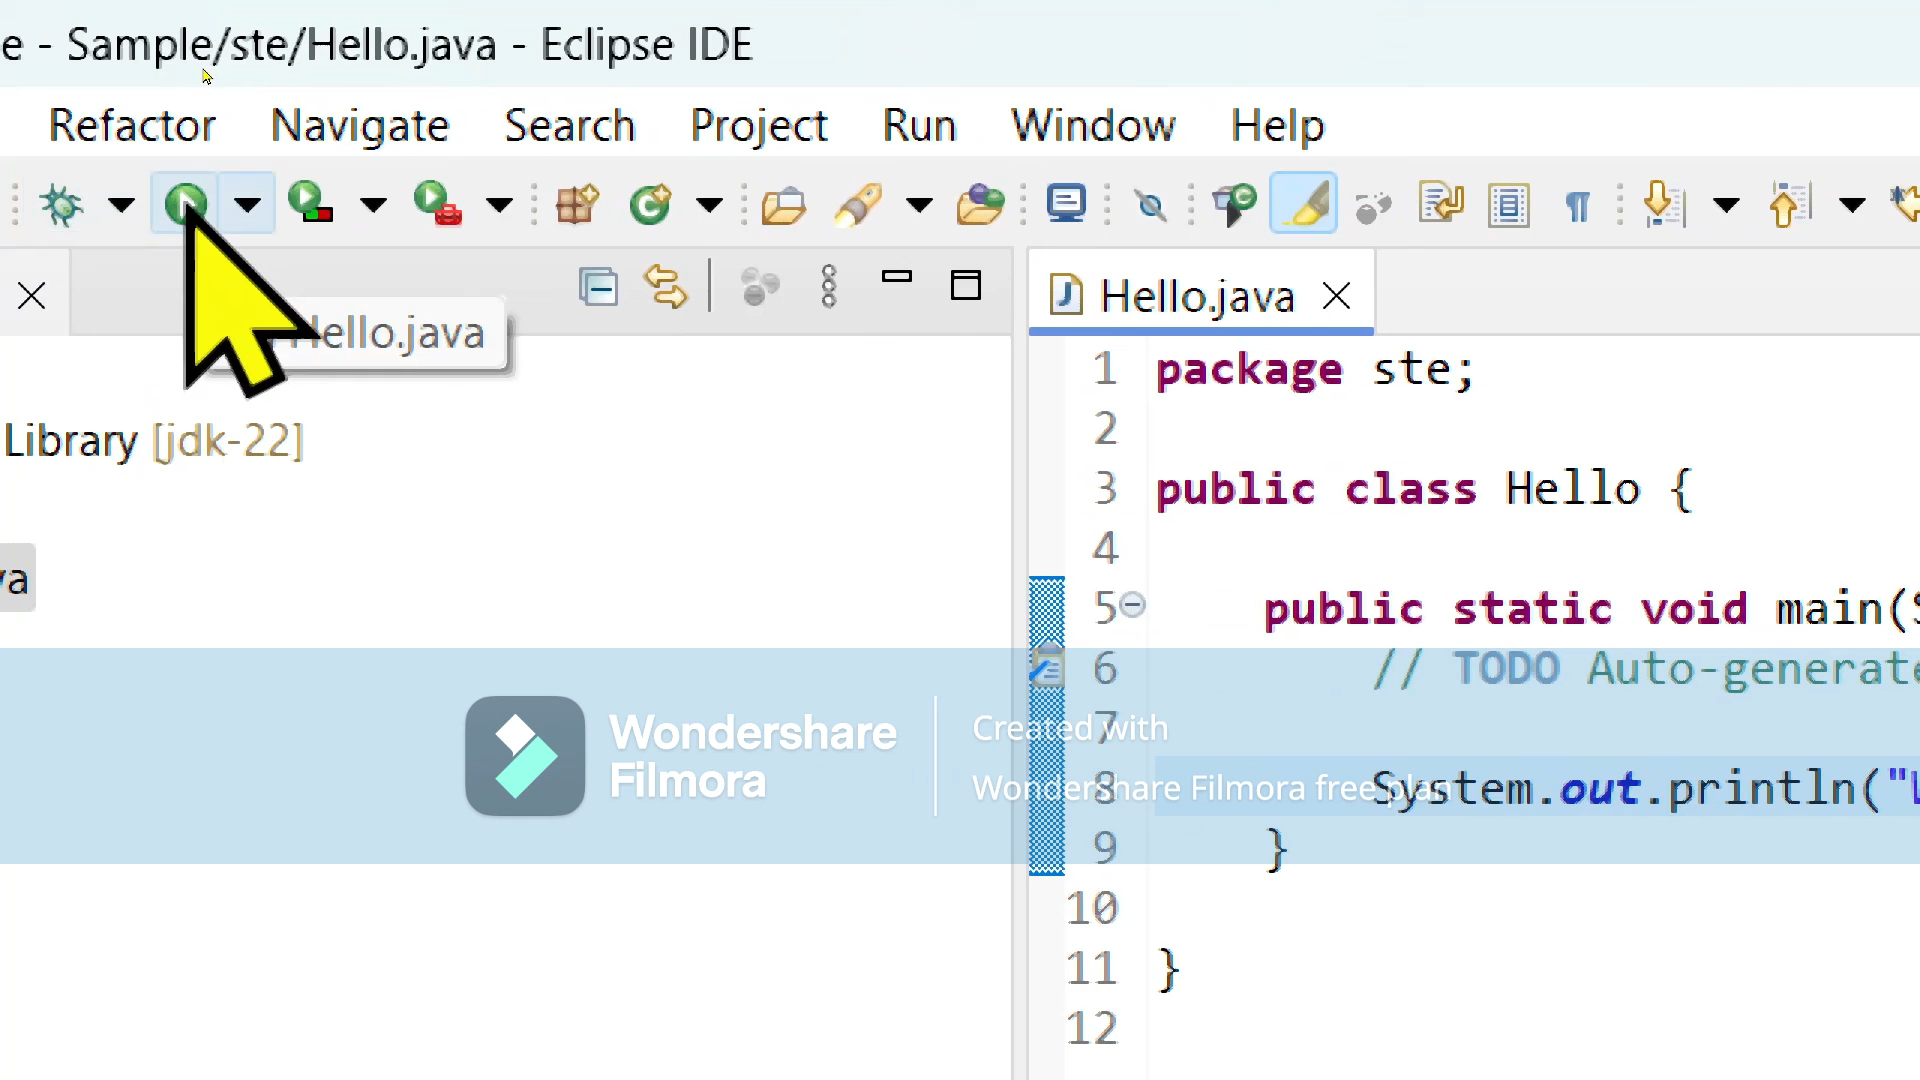 e - Sample/ste/Hello.java - Eclipse IDE
Refactor Navigate Search Project Run Window Help
Hello.java
Hello.java
Library [jdk-22]
va
1 package ste;
2
3 public class Hello {
4
5 public static void main(
6 // TODO Auto-generate
7
8 System.out.println("
9 }
10
11 }
12
Wondershare
Filmora
Created with
Wondershare Filmora free plan